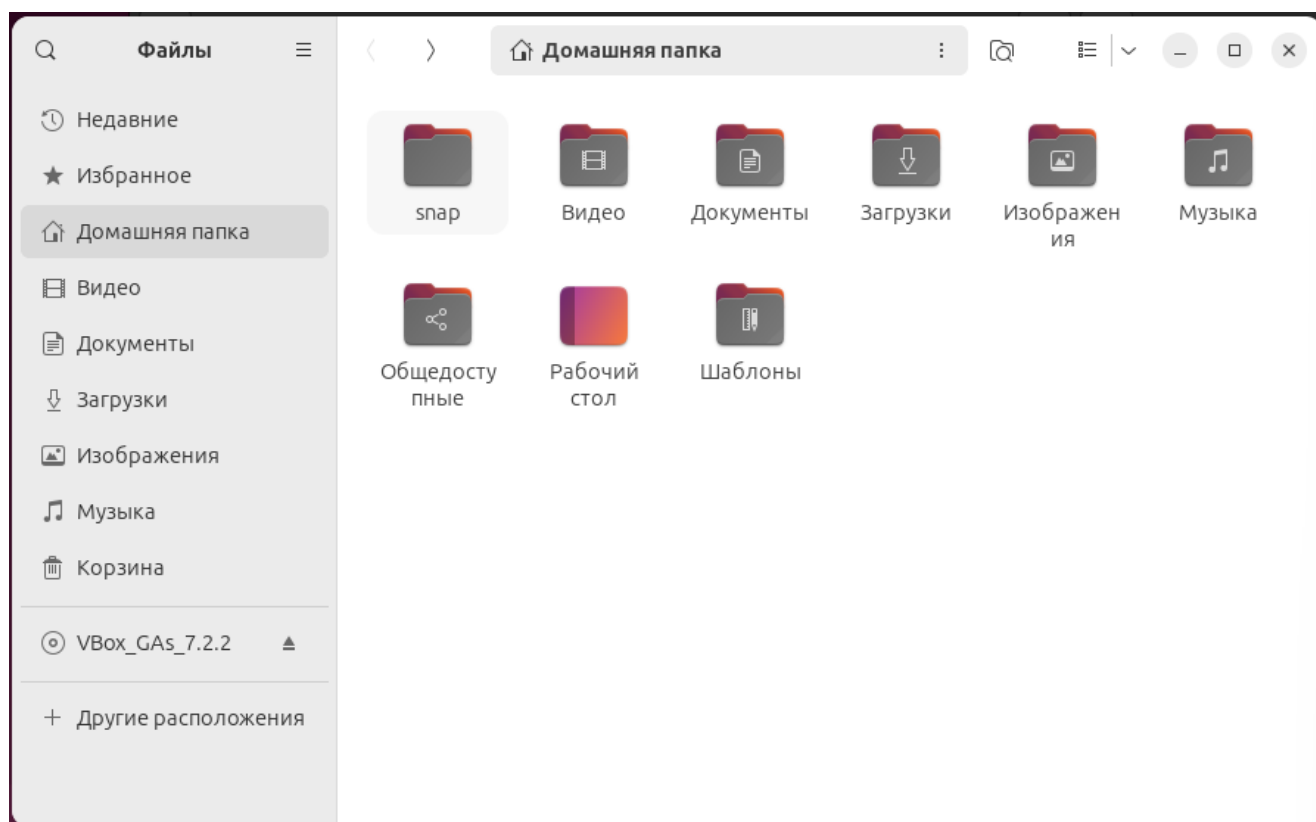 Файлы
Домашняя папка
Недавние
Избранное
Домашняя папка
Видео
Документы
Загрузки
Изображения
Музыка
Корзина
VBox_GAs_7.2.2
Другие расположения
snap
Видео
Документы
Загрузки
Изображен
ия
Музыка
Общедосту
пные
Рабочий
стол
Шаблоны